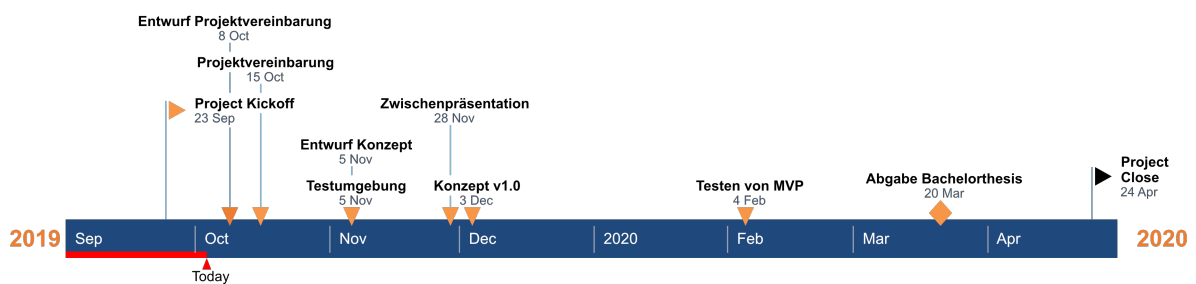 Entwurf Projektvereinbarung
8 Oct
Projektvereinbarung
15 Oct
Project Kickoff
23 Sep
Zwischenpräsentation
28 Nov
Entwurf Konzept
5 Nov
Testumgebung
5 Nov
Konzept v1.0
3 Dec
Testen von MVP
4 Feb
Abgabe Bachelorthesis
20 Mar
Project
Close
24 Apr
2019
Sep
Oct
Nov
Dec
2020
Feb
Mar
Apr
2020
Today